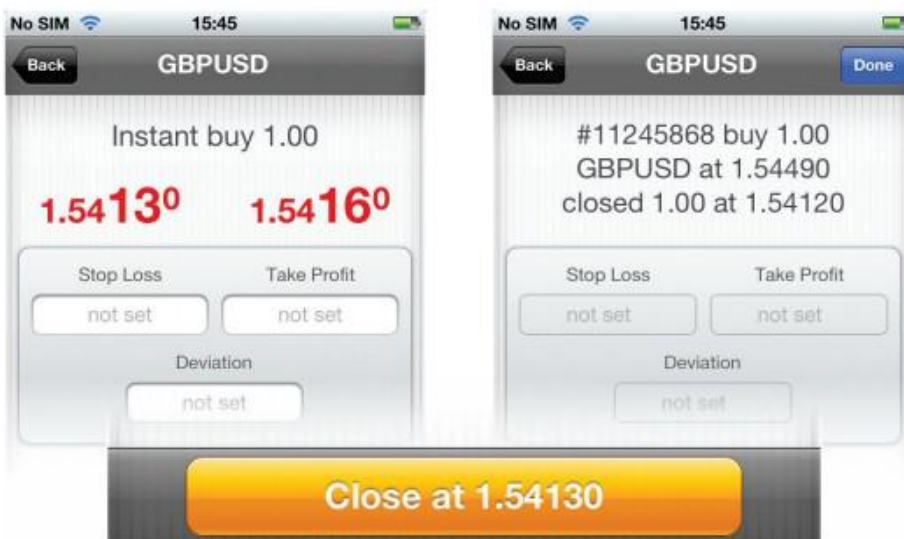 No SIM 15:45
Back GBPUSD
Instant buy 1.00
1.54130 1.54160
Stop Loss Take Profit
not set not set
Deviation
not set
No SIM 15:45
Back GBPUSD Done
#11245868 buy 1.00
GBPUSD at 1.54490
closed 1.00 at 1.54120
Stop Loss Take Profit
not set not set
Deviation
not set
Close at 1.54130